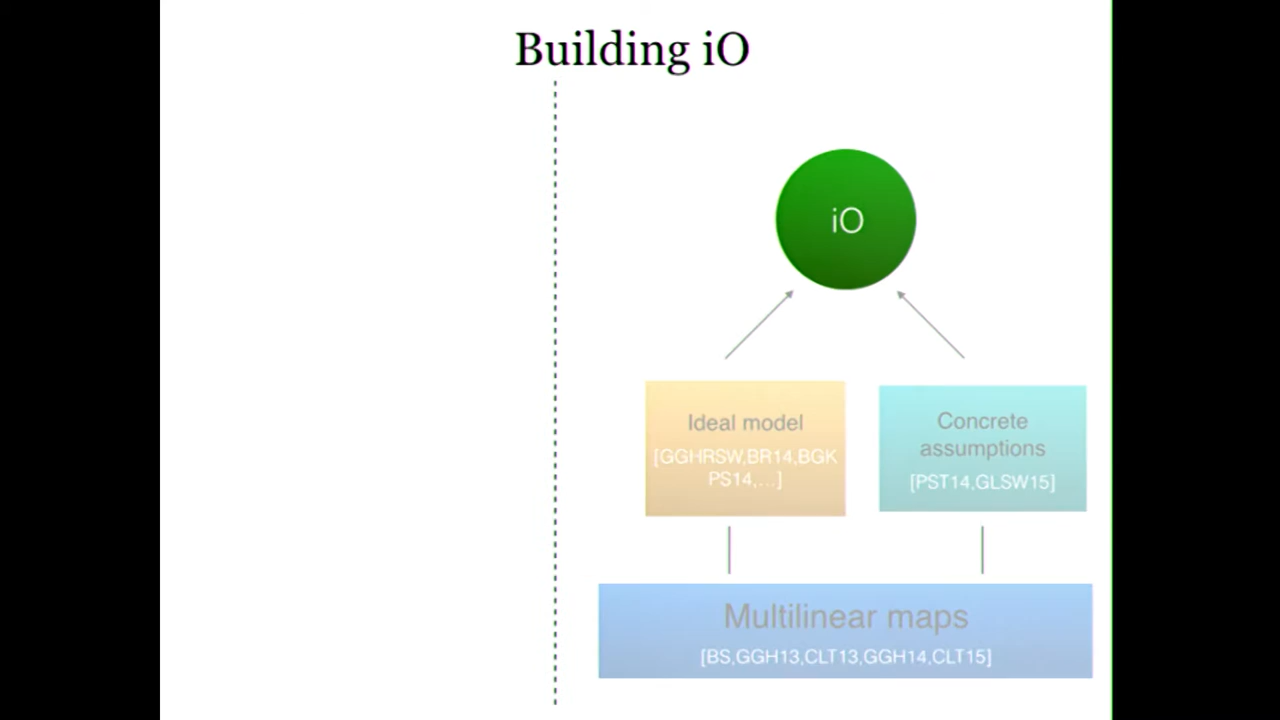 Building iO
iO
Ideal model
[GGHRSW,BR14,BGK
PS14,...]
Concrete
assumptions
[PST14,GLSW15]
Multilinear maps
[BS,GGH13,CLT13,GGH14,CLT15]